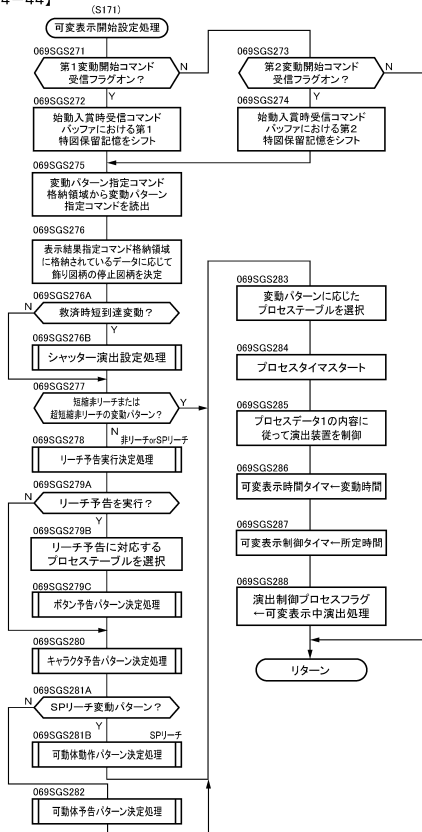 4-44】
(S171)
可変表示開始設定処理
069SGS271
第1変動開始コマンド
受信フラグオン?
N
Y
069SGS272
始動入賞時受信コマンド
バッファにおける第1
特図保留記憶をシフト
069SGS273
第2変動開始コマンド
受信フラグオン?
N
Y
069SGS274
始動入賞時受信コマンド
バッファにおける第2
特図保留記憶をシフト
069SGS275
変動パターン指定コマンド
格納領域から変動パターン
指定コマンドを読出
069SGS276
表示結果指定コマンド格納領域
に格納されているデータに応じて
飾り図柄の停止図柄を決定
069SGS276A
N
救済時短到達変動?
Y
069SGS276B
シャッター演出設定処理
069SGS277
短縮非リーチまたは
超短縮非リーチの変動パターン?
Y
N
非リーチorSPリーチ
069SGS278
リーチ予告実行決定処理
069SGS279A
N
リーチ予告を実行?
Y
069SGS279B
リーチ予告に対応する
プロセステーブルを選択
069SGS279C
ボタン予告パターン決定処理
069SGS280
キャラクタ予告パターン決定処理
069SGS281A
N
SPリーチ変動パターン?
Y
069SGS281B
SPリーチ
可動体動作パターン決定処理
069SGS282
可動体予告パターン決定処理
069SGS283
変動パターンに応じた
プロセステーブルを選択
069SGS284
プロセスタイマスタート
069SGS285
プロセスデータ1の内容に
従って演出装置を制御
069SGS286
可変表示時間タイマ←変動時間
069SGS287
可変表示制御タイマ←所定時間
069SGS288
演出制御プロセスフラグ
←可変表示中演出処理
リターン